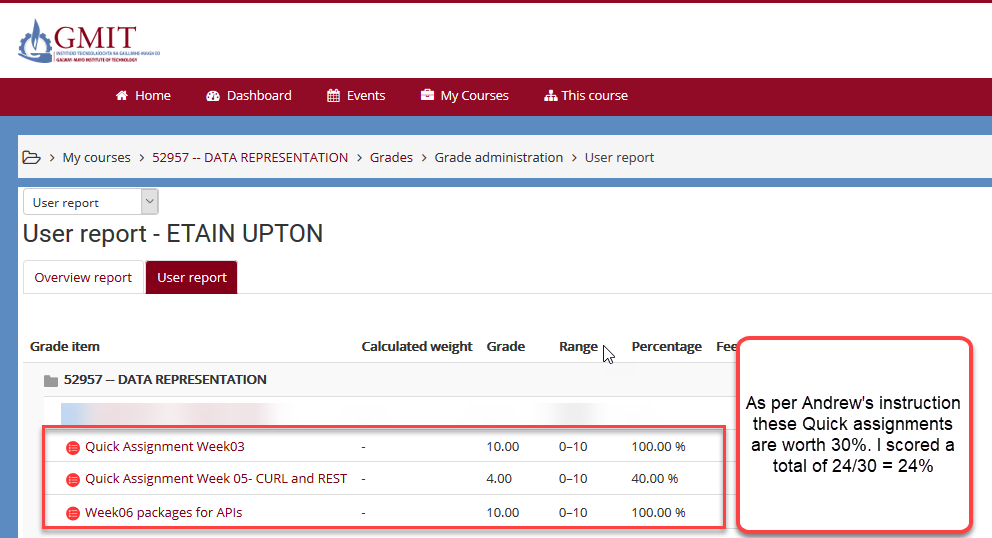 GMIT
INSTITIÚID TEICNEOLAÍOCHTA NA GAILLIMHE-MAIGH EO
GALWAY-MAYO INSTITUTE OF TECHNOLOGY
Home Dashboard Events My Courses This course
My courses > 52957 -- DATA REPRESENTATION > Grades > Grade administration > User report
User report
User report - ETAIN UPTON
Overview report User report
Grade item Calculated weight Grade Range Percentage Fee
52957 -- DATA REPRESENTATION
Quick Assignment Week03 - 10.00 0–10 100.00 %
Quick Assignment Week 05- CURL and REST - 4.00 0–10 40.00 %
Week06 packages for APIs - 10.00 0–10 100.00 %
As per Andrew's instruction
these Quick assignments
are worth 30%. I scored a
total of 24/30 = 24%